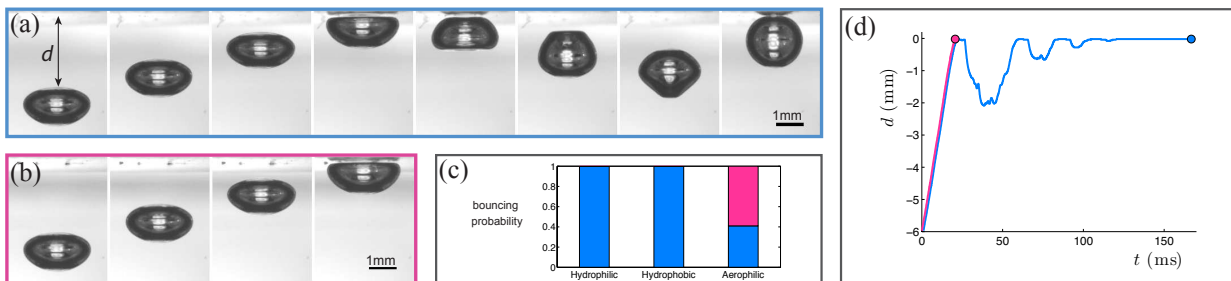 (a)
d
1mm
(b)
1mm
(c)
bouncing
probability
1
0.8
0.6
0.4
0.2
0
Hydrophilic
Hydrophobic
Aerophilic
(d)
d (mm)
0
−1
−2
−3
−4
−5
−6
0
50
100
150
t (ms)